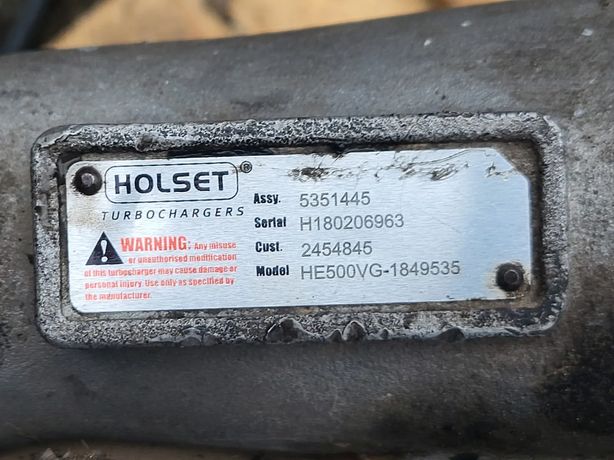 HOLSET®
TURBOCHARGERS
WARNING: Any misuse
or unauthorised modification
of this turbocharger may cause damage or
personal injury. Use only as specified by
the manufacturer.
Assy. 5351445
Serial H180206963
Cust. 2454845
Model HE500VG-1849535